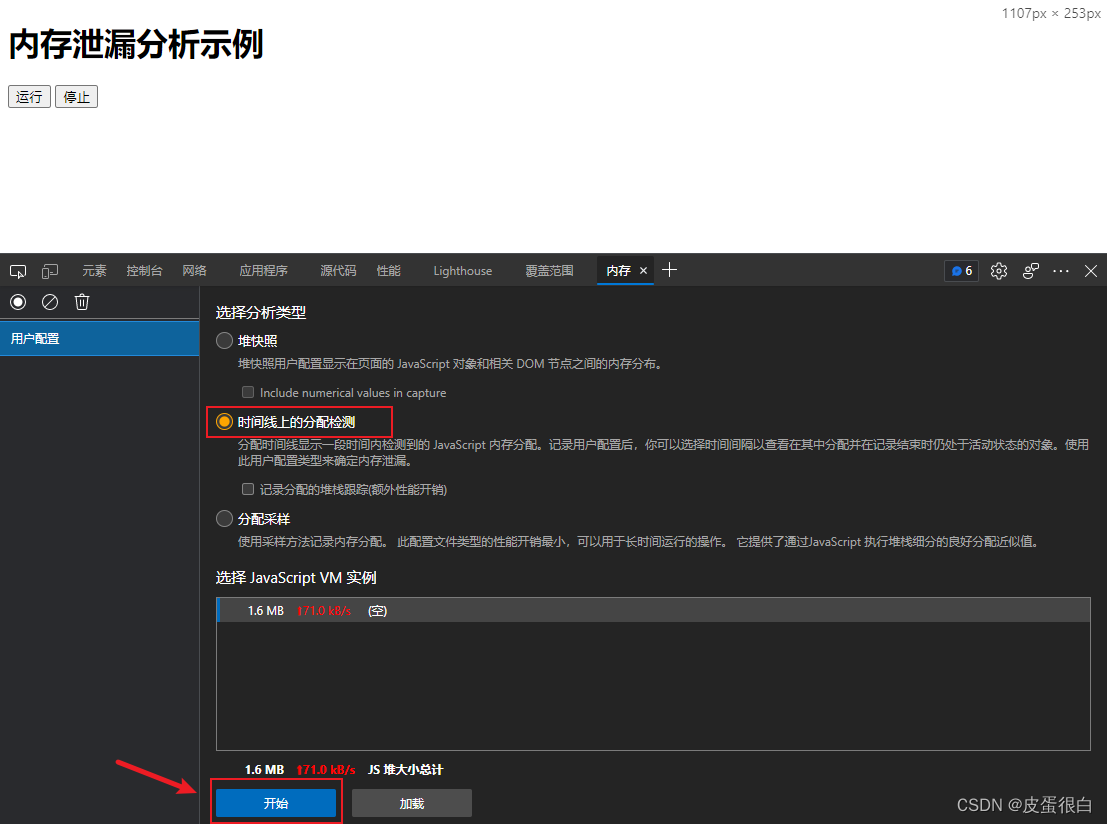 1107px × 253px
内存泄漏分析示例
运行 停止
元素 控制台 网络 应用程序 源代码 性能 Lighthouse 覆盖范围 内存 6
用户配置
选择分析类型
堆快照
堆快照用户配置显示在页面的 JavaScript 对象和相关 DOM 节点之间的内存分布。
Include numerical values in capture
时间线上的分配检测
分配时间线显示一段时间内检测到的 JavaScript 内存分配。记录用户配置后，你可以选择时间间隔以查看在其中分配并在记录结束时仍处于活动状态的对象。使用
此用户配置类型来确定内存泄漏。
记录分配的堆栈跟踪(额外性能开销)
分配采样
使用采样方法记录内存分配。 此配置文件类型的性能开销最小，可以用于长时间运行的操作。 它提供了通过JavaScript 执行堆栈细分的良好分配近似值。
选择 JavaScript VM 实例
1.6 MB ↑71.0 kB/s (空)
1.6 MB ↑71.0 kB/s JS 堆大小总计
开始 加载
CSDN @皮蛋很白